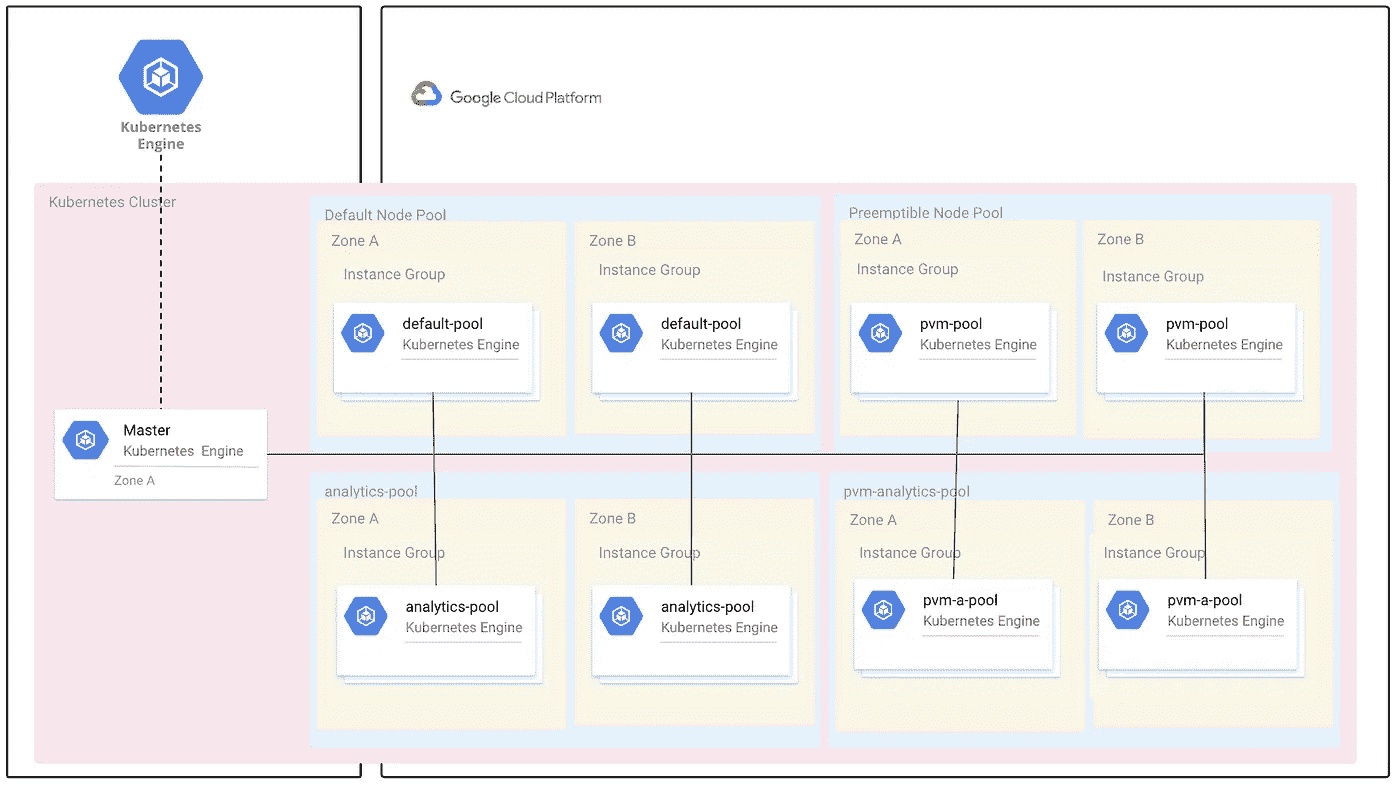 Kubernetes
Engine
Google Cloud Platform
Kubernetes Cluster
Default Node Pool
Zone A
Instance Group
default-pool
Kubernetes Engine
Zone B
Instance Group
default-pool
Kubernetes Engine
Preemptible Node Pool
Zone A
Instance Group
pvm-pool
Kubernetes Engine
Zone B
Instance Group
pvm-pool
Kubernetes Engine
Master
Kubernetes Engine
Zone A
analytics-pool
Zone A
Instance Group
analytics-pool
Kubernetes Engine
Zone B
Instance Group
analytics-pool
Kubernetes Engine
pvm-analytics-pool
Zone A
Instance Group
pvm-a-pool
Kubernetes Engine
Zone B
Instance Group
pvm-a-pool
Kubernetes Engine